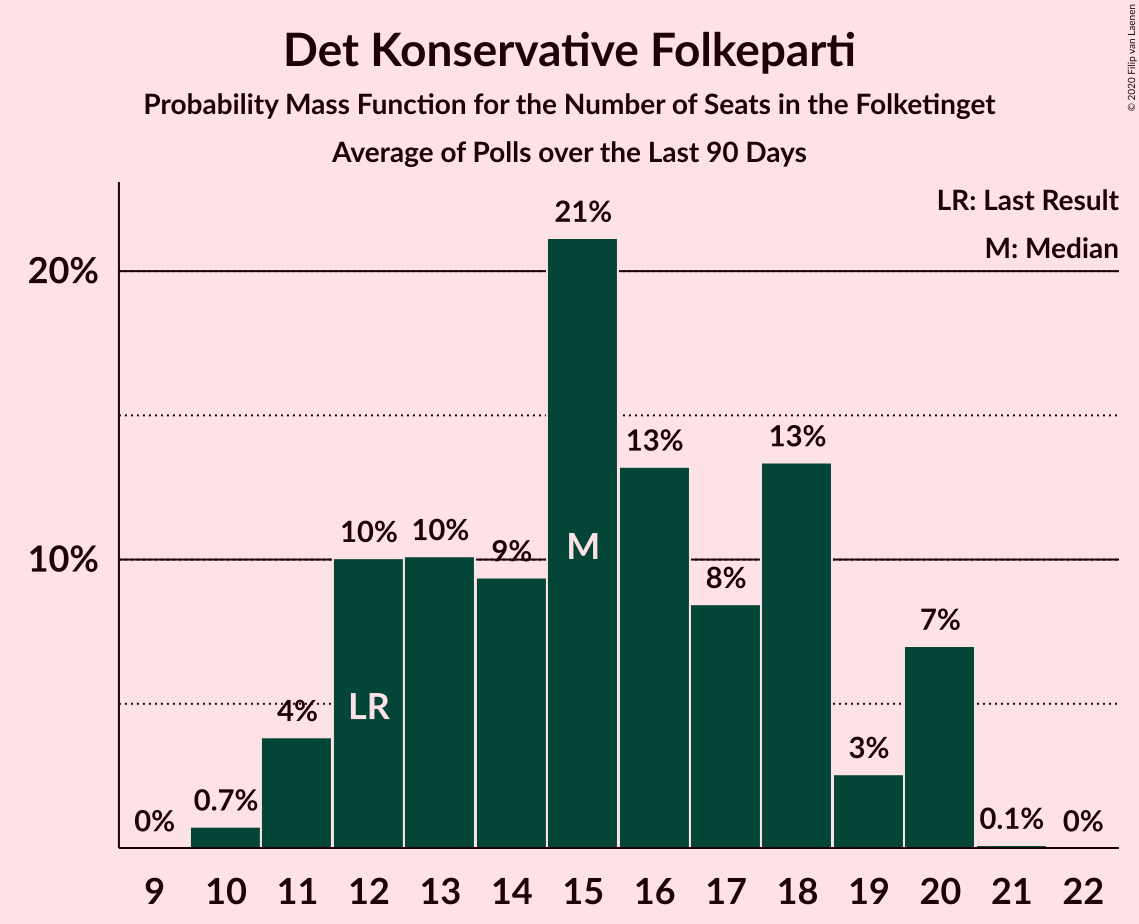 Det Konservative Folkeparti
Probability Mass Function for the Number of Seats in the Folketinget
Average of Polls over the Last 90 Days
© 2020 Filip van Laenen
LR: Last Result
M: Median
20%
10%
0%
0.7%
4%
10%
10%
9%
21%
13%
8%
13%
3%
7%
0.1%
0%
LR
M
9 10 11 12 13 14 15 16 17 18 19 20 21 22